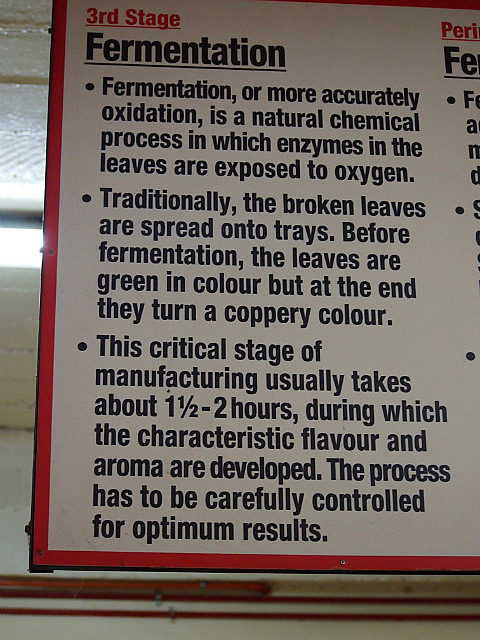 3rd Stage
Fermentation
• Fermentation, or more accurately
oxidation, is a natural chemical
process in which enzymes in the
leaves are exposed to oxygen.
• Traditionally, the broken leaves
are spread onto trays. Before
fermentation, the leaves are
green in colour but at the end
they turn a coppery colour.
• This critical stage of
manufacturing usually takes
about 1½-2 hours, during which
the characteristic flavour and
aroma are developed. The process
has to be carefully controlled
for optimum results.